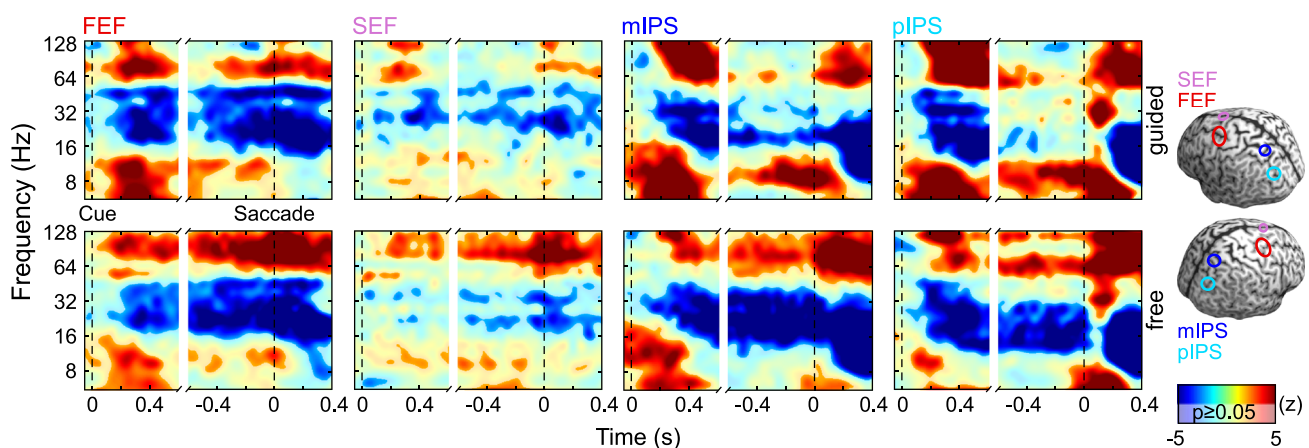 FEF SEF mIPS pIPS
128
64
32
16
8
guided
SEF
FEF
Frequency (Hz)
Cue Saccade
128
64
32
16
8
free
mIPS
pIPS
0 0.4 -0.4 0 0.4 0 0.4 -0.4 0 0.4 0 0.4 -0.4 0 0.4 0 0.4 -0.4 0 0.4
Time (s)
p≥0.05 (z)
-5 5